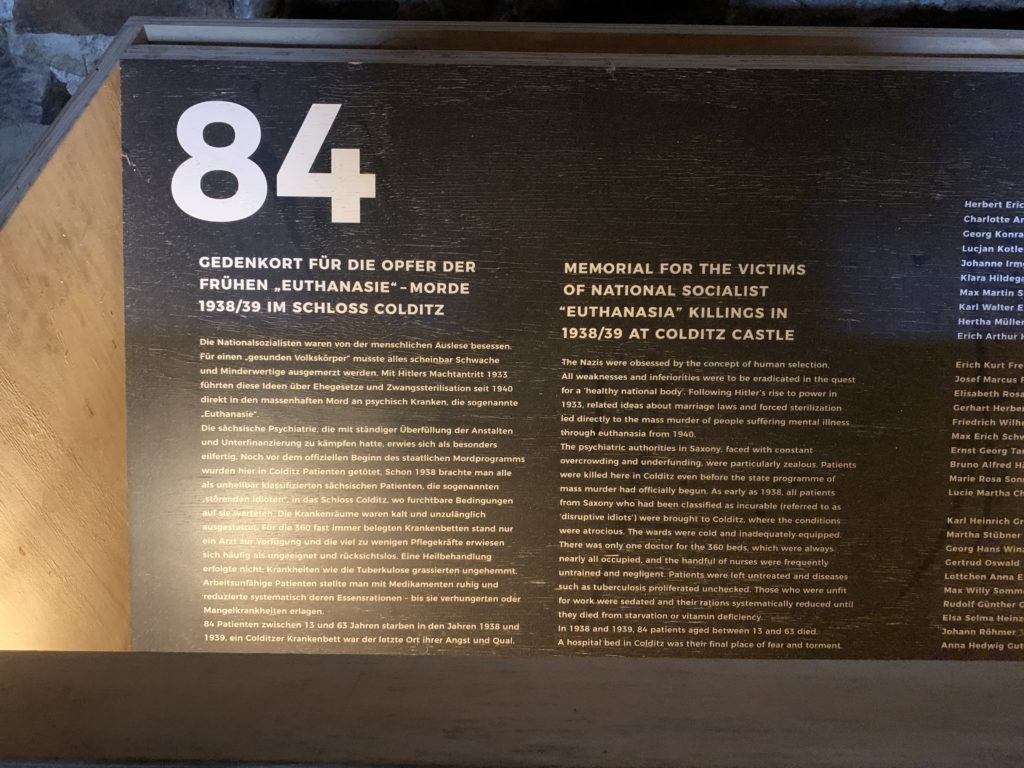 84
GEDENKORT FÜR DIE OPFER DER
FRÜHEN „EUTHANASIE“ – MORDE
1938/39 IM SCHLOSS COLDITZ
Die Nationalsozialisten waren von der menschlichen Auslese besessen.
Für einen „gesunden Volkskörper“ musste alles scheinbar Schwache
und Minderwertige ausgemerzt werden. Mit Hitlers Machtantritt 1933
führten diese Ideen über Ehegesetze und Zwangssterilisation seit 1940
direkt in den massenhaften Mord an psychisch Kranken, die sogenannte
„Euthanasie“.
Die sächsische Psychiatrie, die mit ständiger Überfüllung der Anstalten
und Unterfinanzierung zu kämpfen hatte, erwies sich als besonders
eilfertig. Noch vor dem offiziellen Beginn des staatlichen Mordprogramms
wurden hier in Colditz Patienten getötet. Schon 1938 brachte man alle
als unheilbar klassifizierten sächsischen Patienten, die sogenannten
„störenden Idioten“, in das Schloss Colditz, wo furchtbare Bedingungen
auf sie warteten. Die Krankenräume waren kalt und unzulänglich
ausgestattet. Für die 360 fast immer belegten Krankenbetten stand nur
ein Arzt zur Verfügung und die viel zu wenigen Pflegekräfte erwiesen
sich häufig als ungeeignet und rücksichtslos. Eine Heilbehandlung
erfolgte nicht; Krankheiten wie die Tuberkulose grassierten ungehemmt.
Arbeitsunfähige Patienten stellte man mit Medikamenten ruhig und
reduzierte systematisch deren Essensrationen – bis sie verhungerten oder
Mangelkrankheiten erlagen.
84 Patienten zwischen 13 und 63 Jahren starben in den Jahren 1938 und
1939, ein Colditzer Krankenbett war der letzte Ort ihrer Angst und Qual.
MEMORIAL FOR THE VICTIMS
OF NATIONAL SOCIALIST
“EUTHANASIA” KILLINGS IN
1938/39 AT COLDITZ CASTLE
The Nazis were obsessed by the concept of human selection.
All weaknesses and inferiorities were to be eradicated in the quest
for a ‘healthy national body’. Following Hitler’s rise to power in
1933, related ideas about marriage laws and forced sterilization
led directly to the mass murder of people suffering mental illness
through euthanasia from 1940.
The psychiatric authorities in Saxony, faced with constant
overcrowding and underfunding, were particularly zealous. Patients
were killed here in Colditz even before the state programme of
mass murder had officially begun. As early as 1938, all patients
from Saxony who had been classified as incurable (referred to as
‘disruptive idiots’) were brought to Colditz, where the conditions
were atrocious. The wards were cold and inadequately equipped.
There was only one doctor for the 360 beds, which were always
nearly all occupied, and the handful of nurses were frequently
untrained and negligent. Patients were left untreated and diseases
such as tuberculosis proliferated unchecked. Those who were unfit
for work were sedated and their rations systematically reduced until
they died from starvation or vitamin deficiency.
In 1938 and 1939, 84 patients aged between 13 and 63 died.
A hospital bed in Colditz was their final place of fear and torment.
Herbert Eric
Charlotte
Georg Konra
Lucjan Kotle
Johanne Irm
Klara Hildega
Max Martin
Karl Walter
Hertha Müller
Erich Arthur
Erich Kurt Fre
Josef Marcus
Elisabeth Rosa
Gerhart Herbe
Friedrich Wilh
Max Erich Schw
Ernst Georg Tan
Bruno Alfred Hä
Marie Rosa Son
Lucie Martha
Karl Heinrich Gr
Martha Stübner
Georg Hans Winz
Gertrud Oswald
Lottchen Anna E
Max Willy Somm
Rudolf Günther
Elsa Selma Heinz
Johann Röhmer
Anna Hedwig Gut